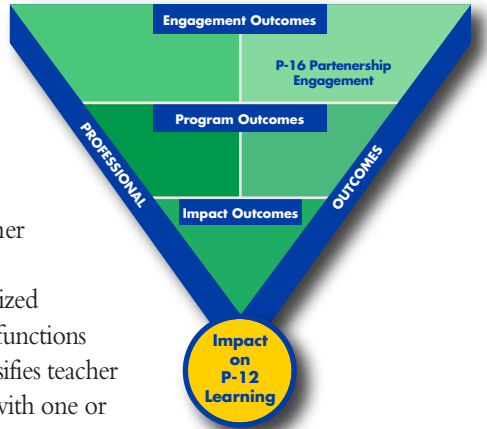 Engagement Outcomes
P-16 Partenership
Engagement
Program Outcomes
PROFESSIONAL
OUTCOMES
Impact Outcomes
Impact
on
P-12
Learning
ner
ized
functions
sifies teacher
with one or